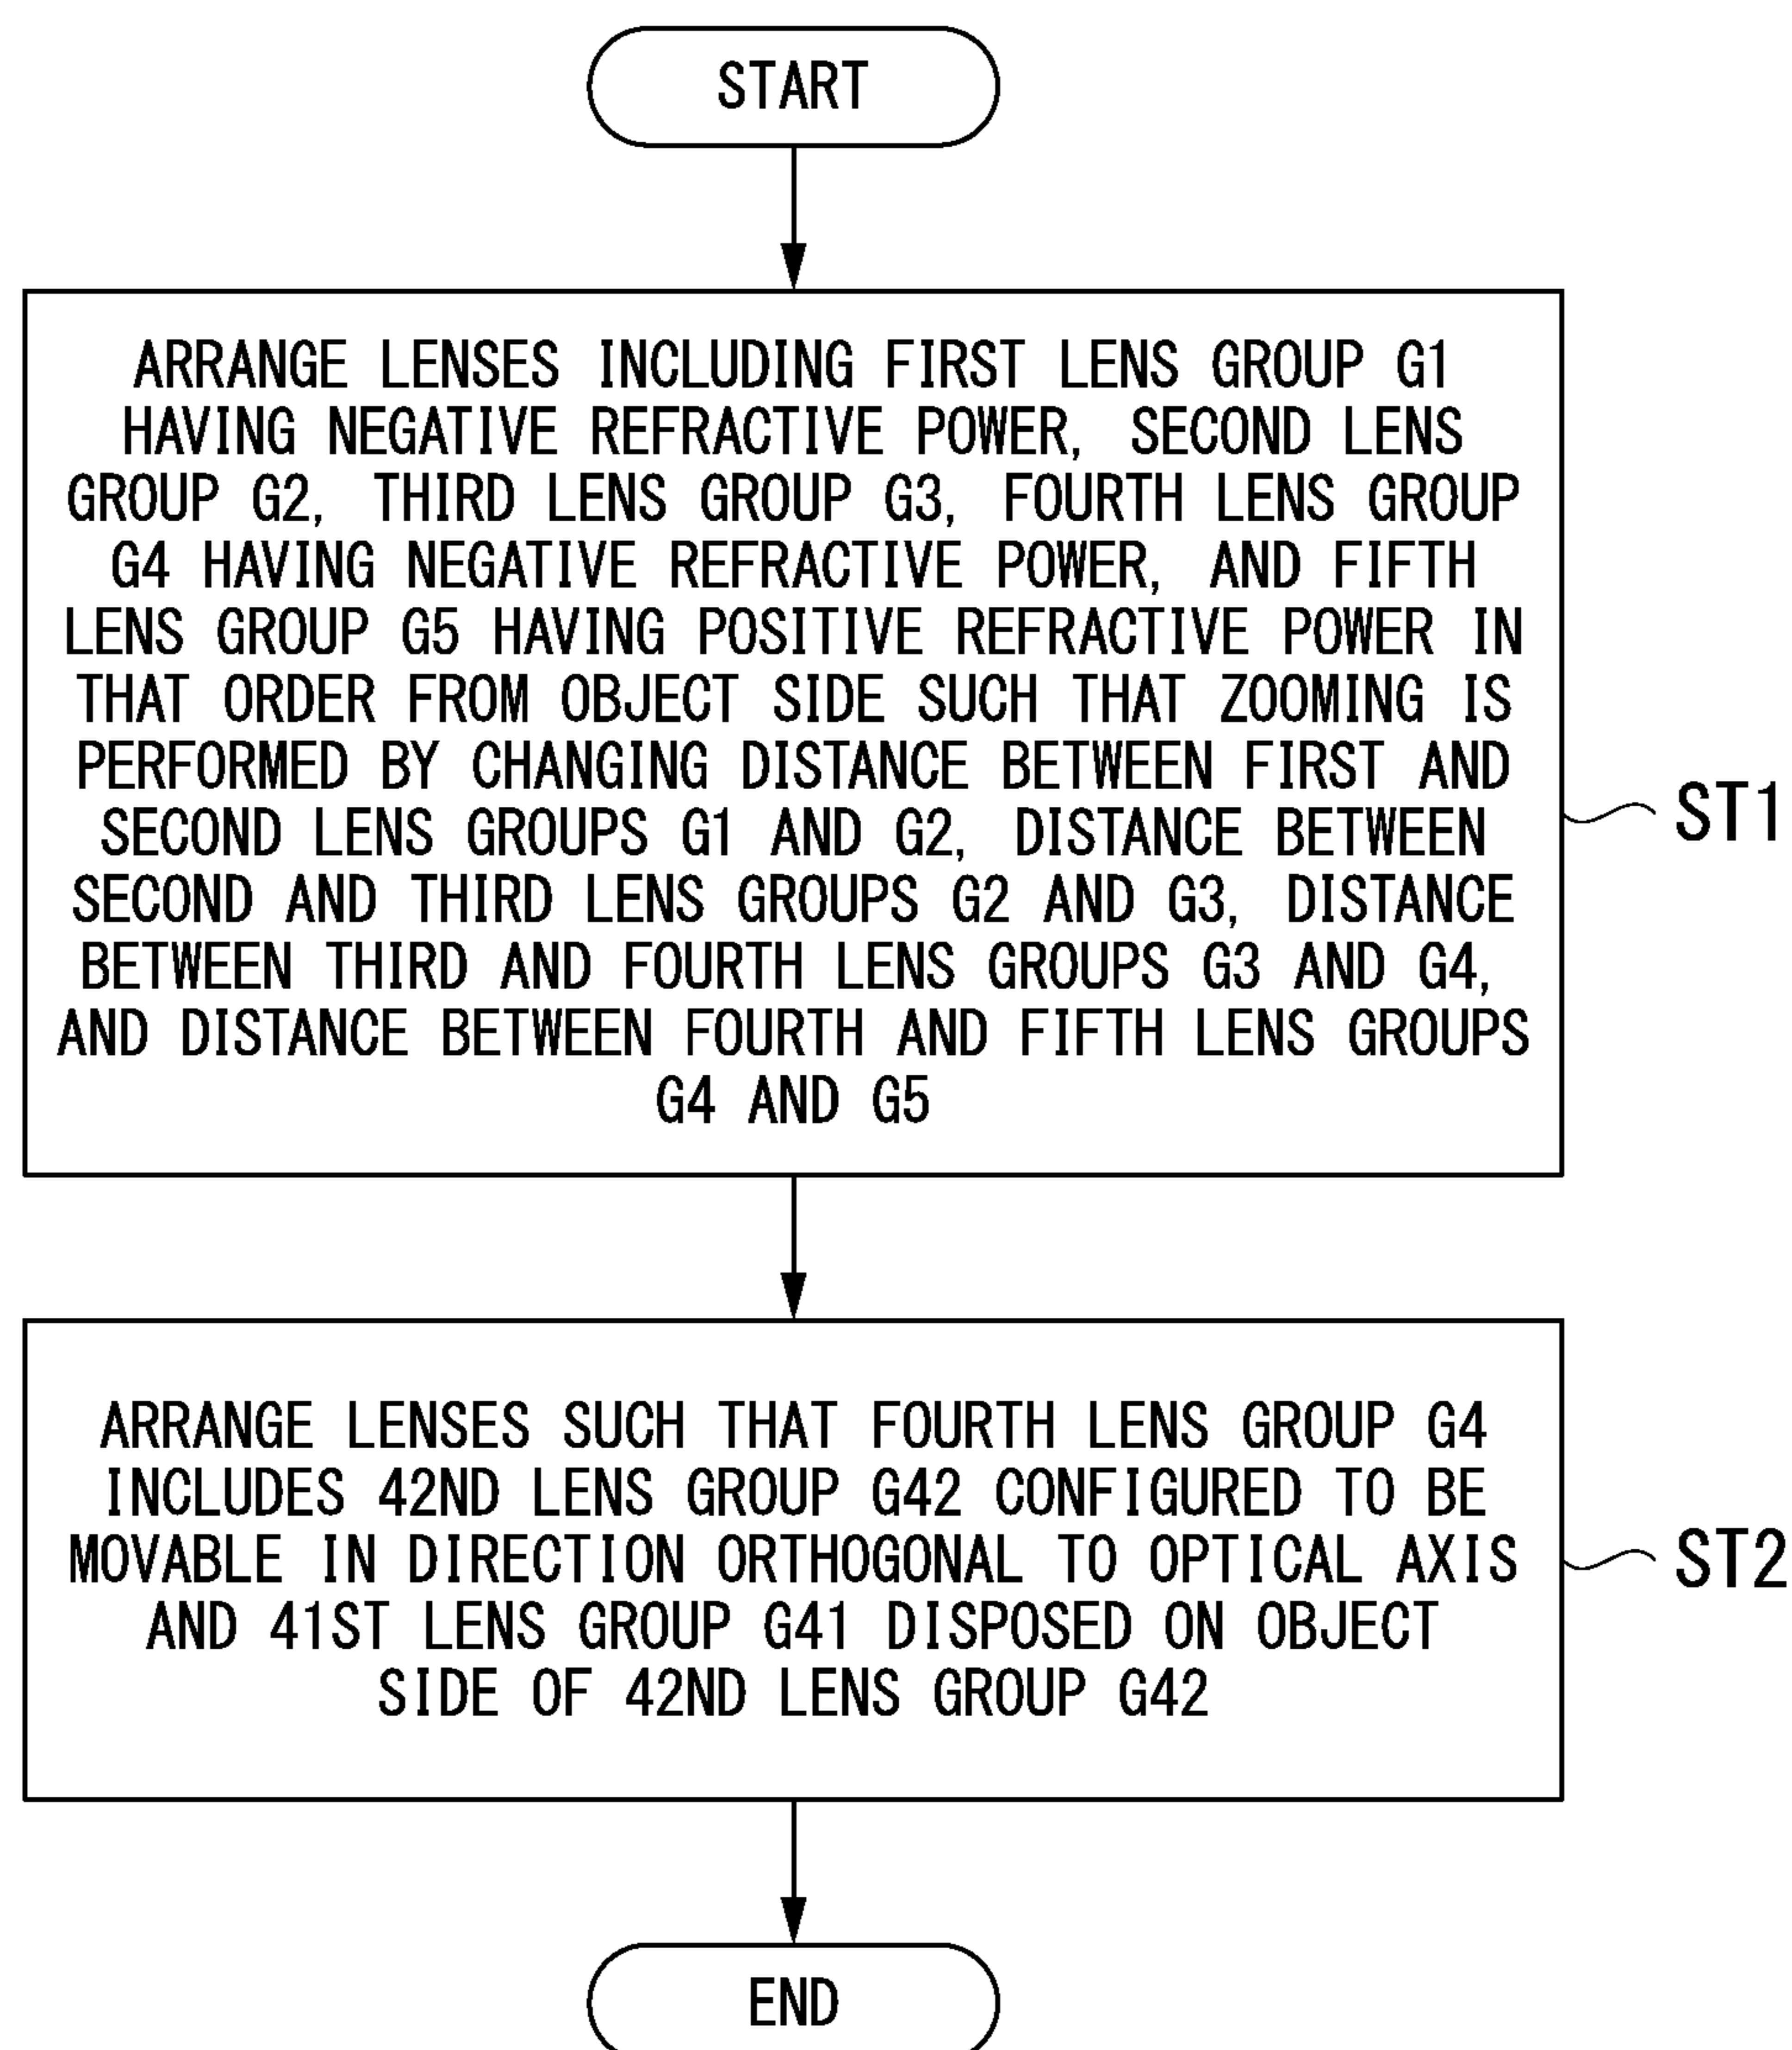 START
ARRANGE LENSES INCLUDING FIRST LENS GROUP G1
HAVING NEGATIVE REFRACTIVE POWER, SECOND LENS
GROUP G2, THIRD LENS GROUP G3, FOURTH LENS GROUP
G4 HAVING NEGATIVE REFRACTIVE POWER, AND FIFTH
LENS GROUP G5 HAVING POSITIVE REFRACTIVE POWER IN
THAT ORDER FROM OBJECT SIDE SUCH THAT ZOOMING IS
PERFORMED BY CHANGING DISTANCE BETWEEN FIRST AND
SECOND LENS GROUPS G1 AND G2, DISTANCE BETWEEN
SECOND AND THIRD LENS GROUPS G2 AND G3, DISTANCE
BETWEEN THIRD AND FOURTH LENS GROUPS G3 AND G4,
AND DISTANCE BETWEEN FOURTH AND FIFTH LENS GROUPS
G4 AND G5
ST1
ARRANGE LENSES SUCH THAT FOURTH LENS GROUP G4
INCLUDES 42ND LENS GROUP G42 CONFIGURED TO BE
MOVABLE IN DIRECTION ORTHOGONAL TO OPTICAL AXIS
AND 41ST LENS GROUP G41 DISPOSED ON OBJECT
SIDE OF 42ND LENS GROUP G42
ST2
END